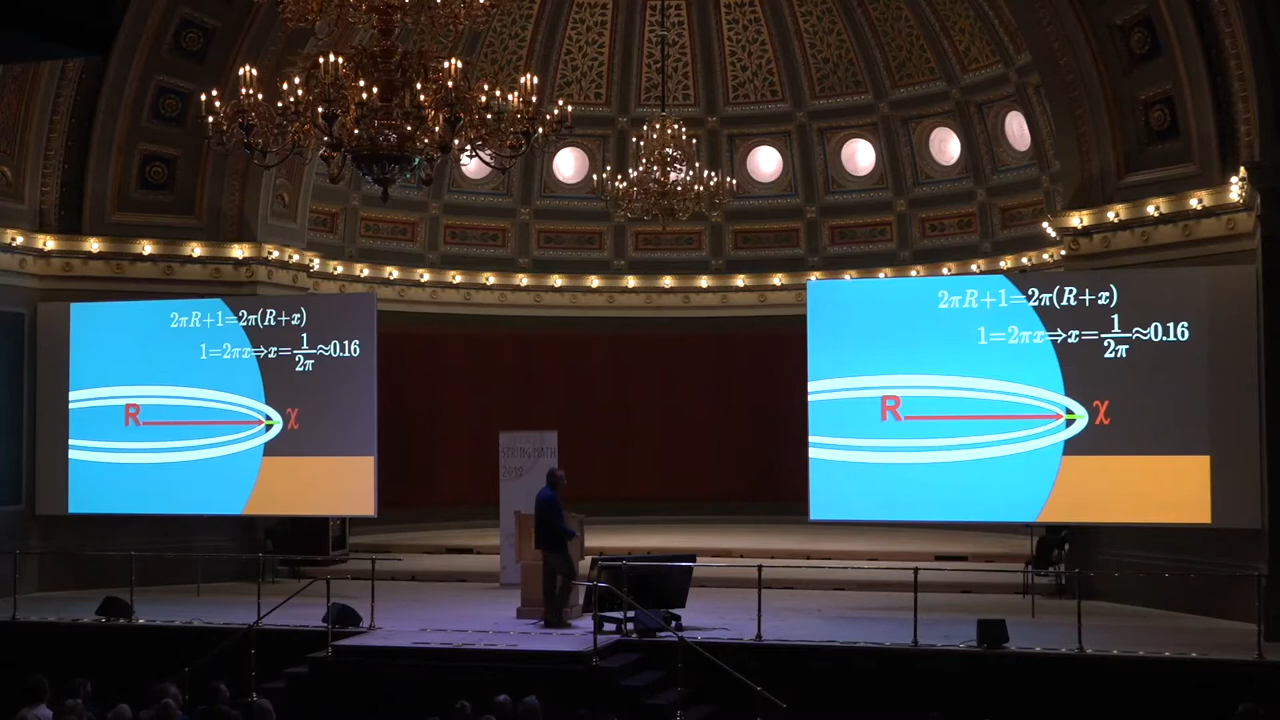 2πR+1=2π(R+x)
1=2πx⇒x=1/2π≈0.16
R
χ
STRING MATH
2019
2πR+1=2π(R+x)
1=2πx⇒x=1/2π≈0.16
R
χ